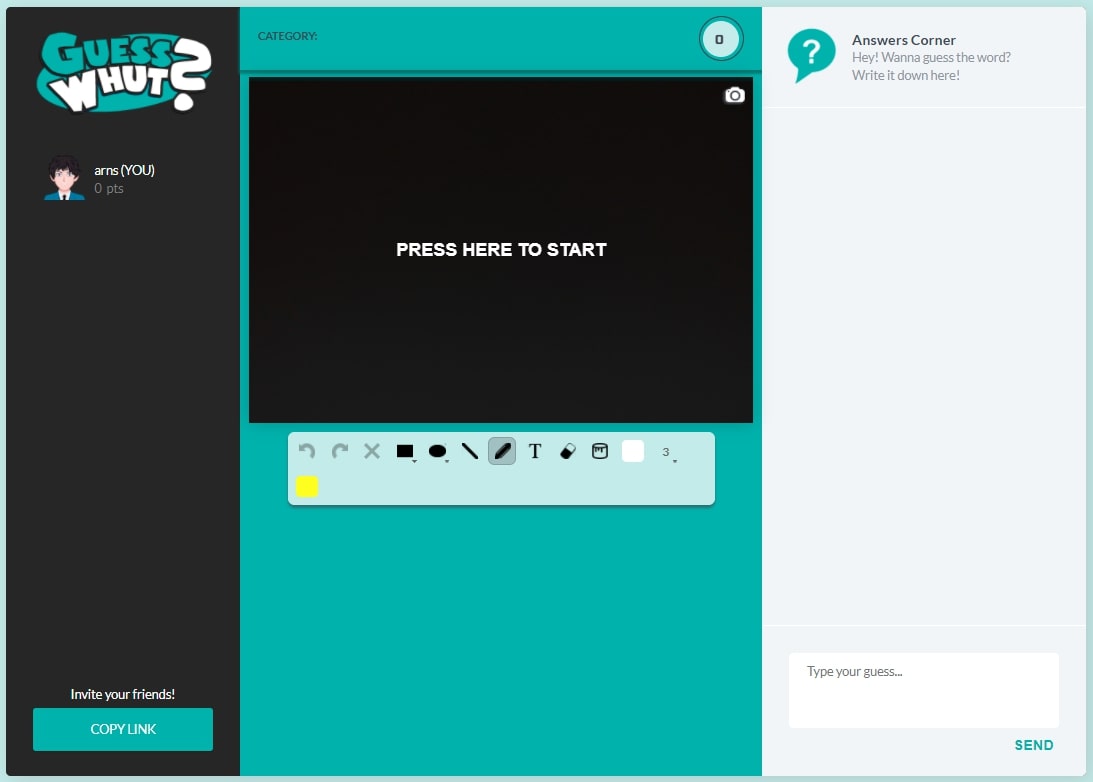 GUESS
WHUT?
arns (YOU)
0 pts
Invite your friends!
COPY LINK
CATEGORY:
0
PRESS HERE TO START
T
3
?
Answers Corner
Hey! Wanna guess the word?
Write it down here!
Type your guess...
SEND